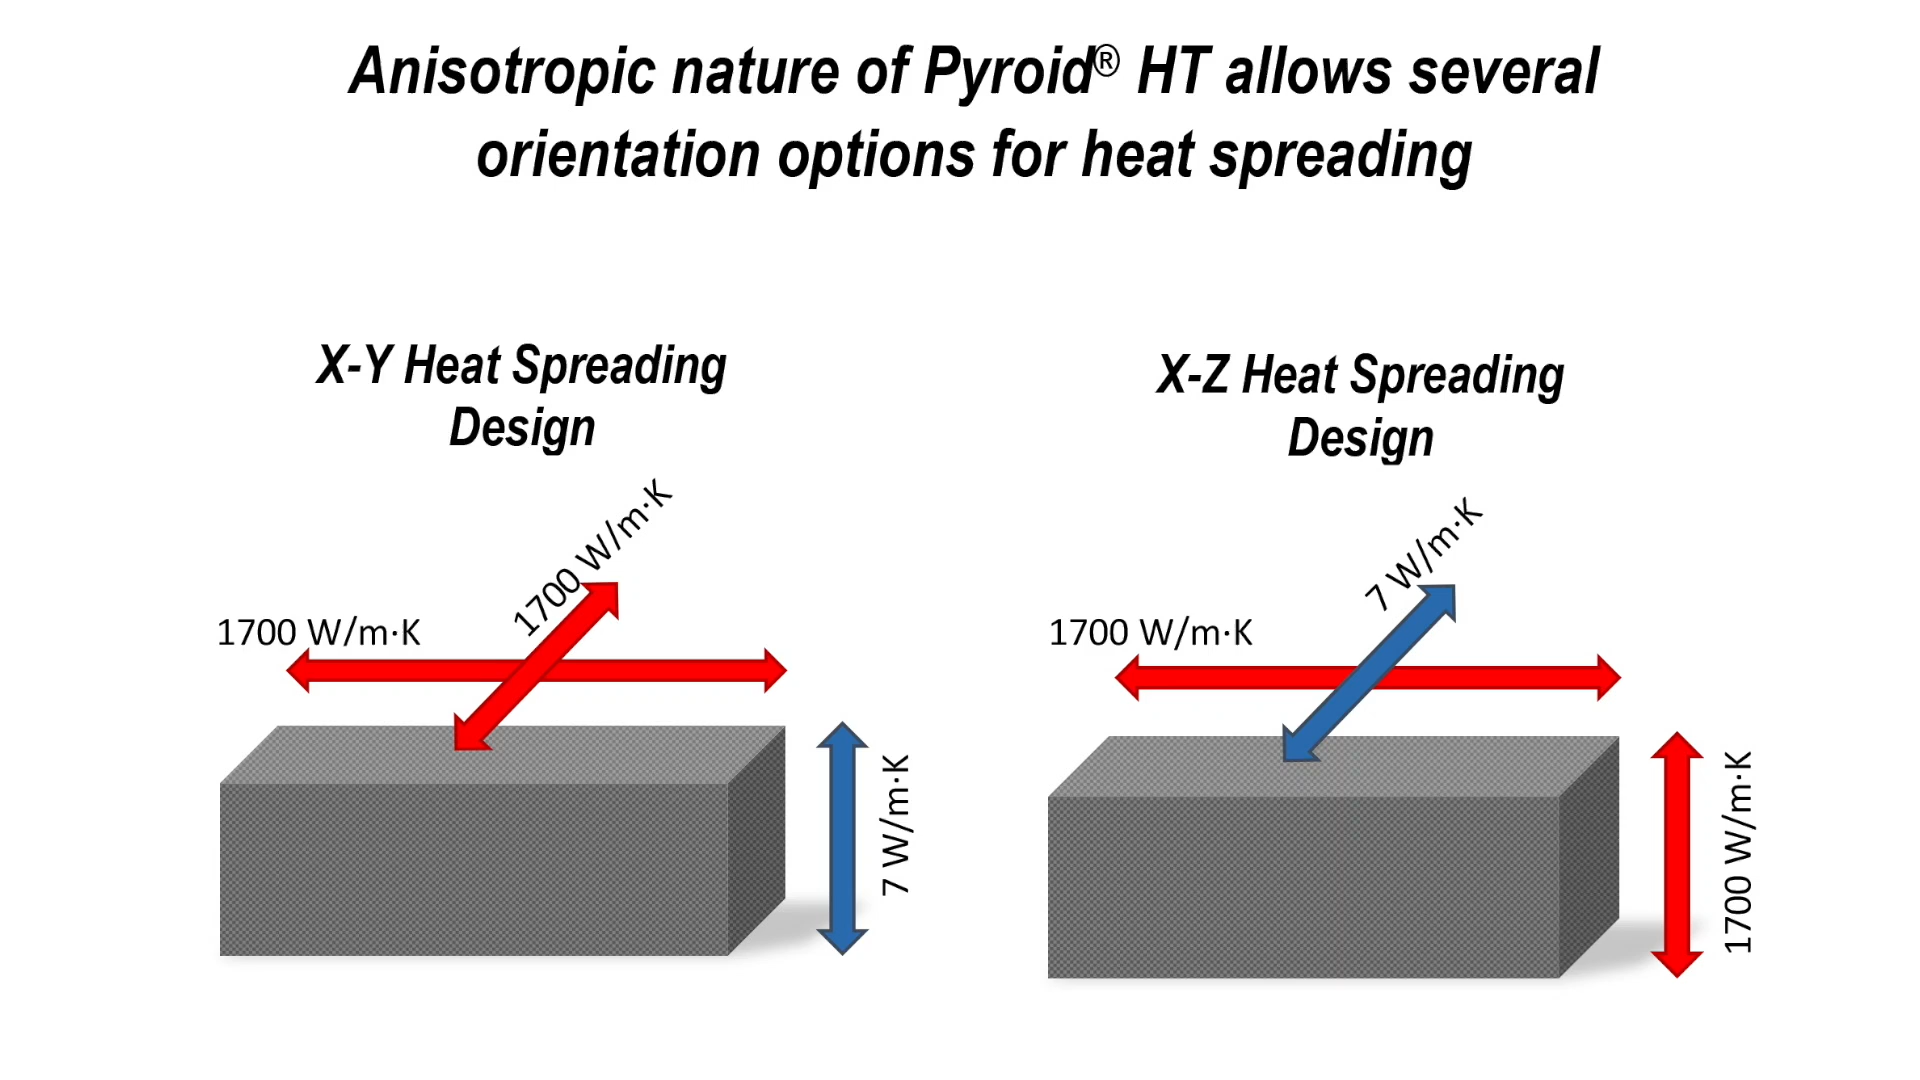 Anisotropic nature of Pyroid® HT allows several
orientation options for heat spreading
X-Y Heat Spreading
Design
1700 W/m·K
1700 W/m·K
7 W/m·K
X-Z Heat Spreading
Design
1700 W/m·K
7 W/m·K
1700 W/m·K